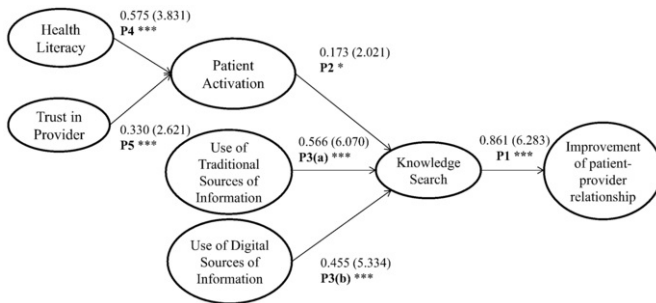 0.575 (3.831)
P4 ***
Health
Literacy
0.173 (2.021)
P2 *
Patient
Activation
Trust in
Provider
0.330 (2.621)
P5 ***
Use of
Traditional
Sources of
Information
0.566 (6.070)
P3(a) ***
Knowledge
Search
0.861 (6.283)
P1 ***
Improvement
of patient-
provider
relationship
Use of Digital
Sources of
Information
0.455 (5.334)
P3(b) ***